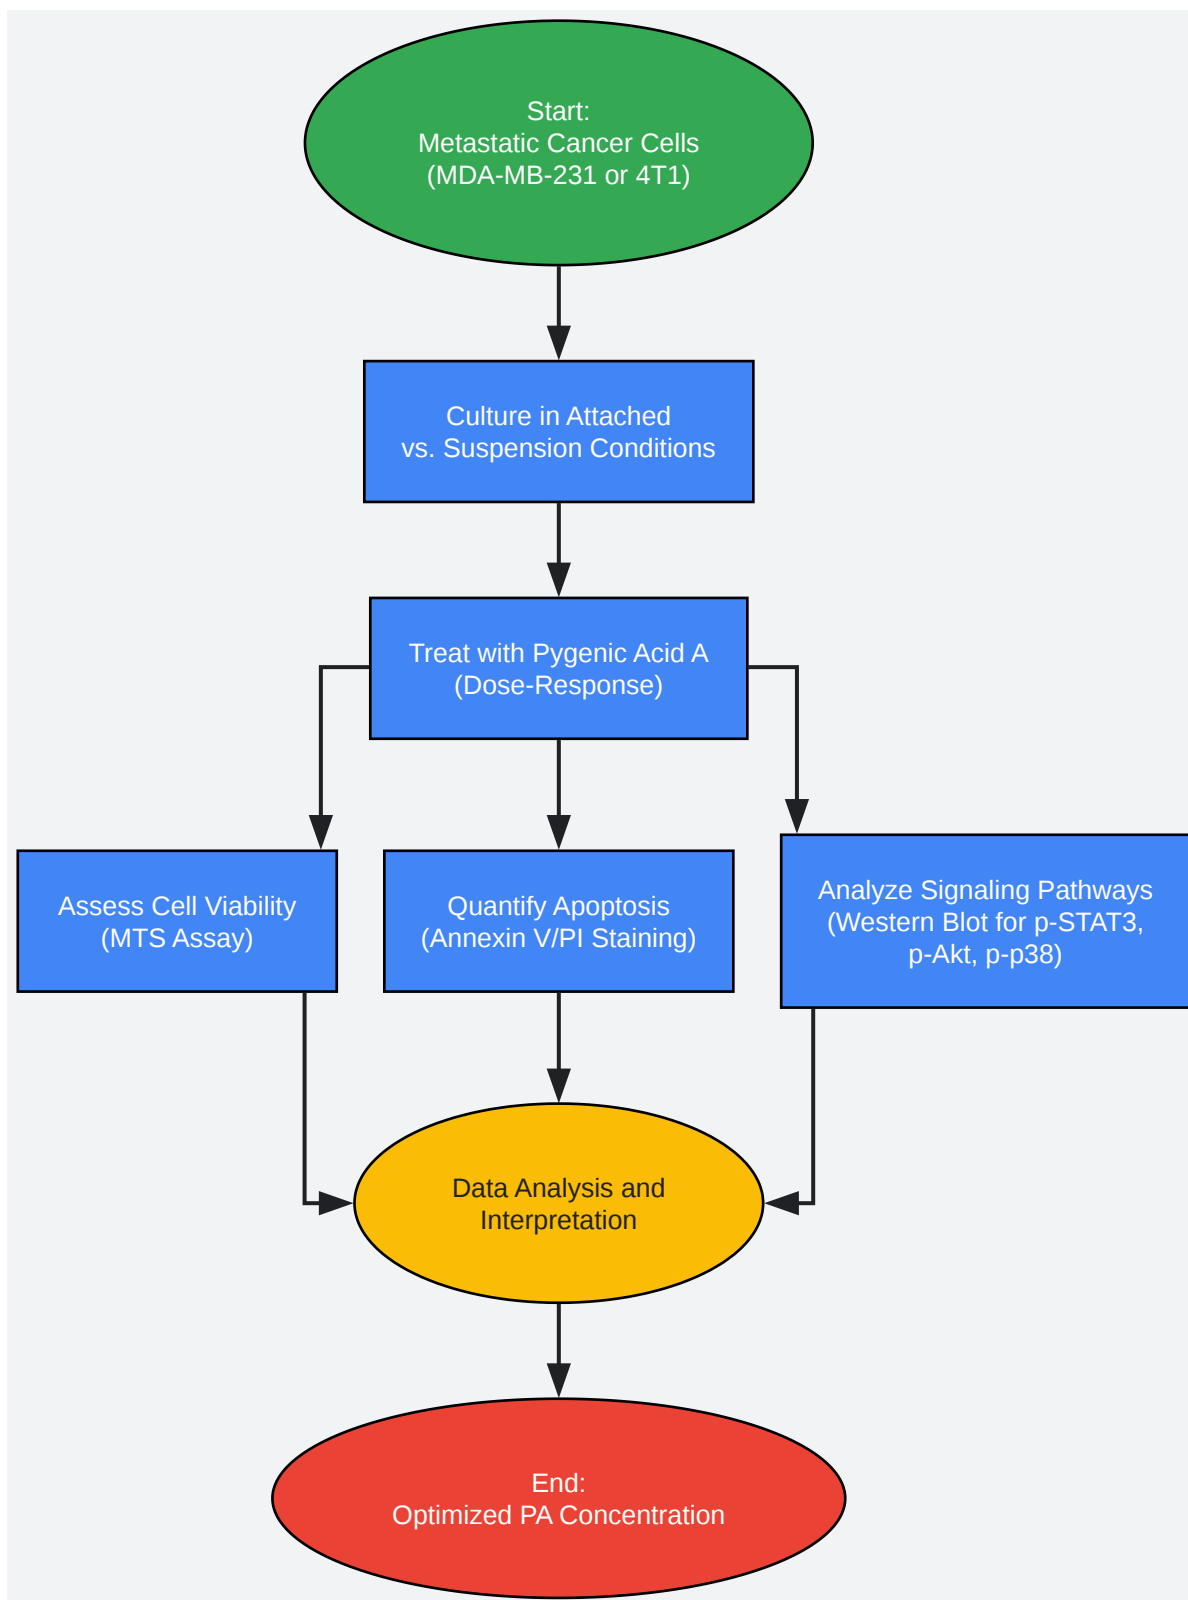 Start:
Metastatic Cancer Cells
(MDA-MB-231 or 4T1)
Culture in Attached
vs. Suspension Conditions
Treat with Pygenic Acid A
(Dose-Response)
Assess Cell Viability
(MTS Assay)
Quantify Apoptosis
(Annexin V/PI Staining)
Analyze Signaling Pathways
(Western Blot for p-STAT3,
p-Akt, p-p38)
Data Analysis and
Interpretation
End:
Optimized PA Concentration